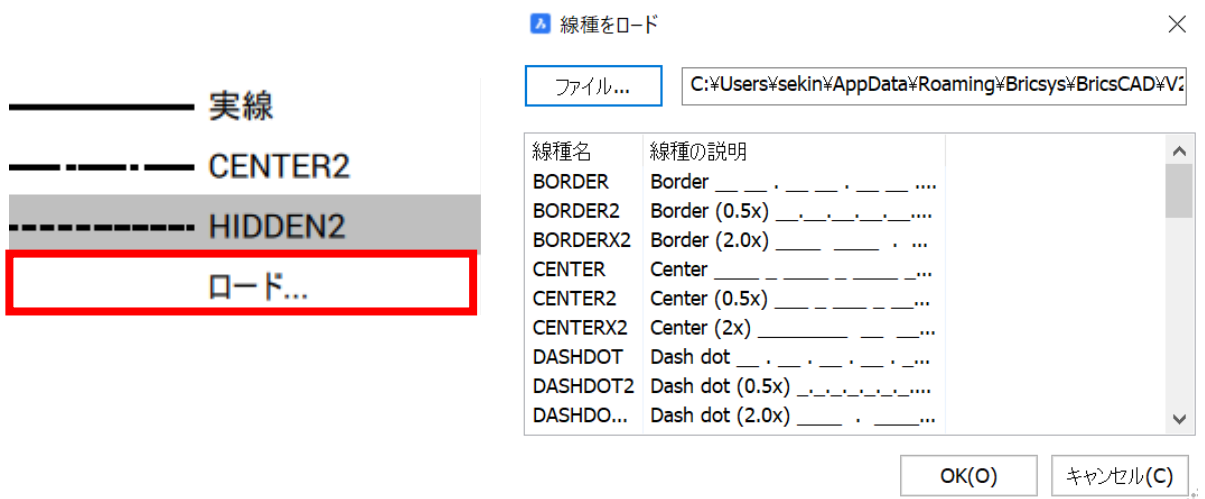 実線
CENTER2
HIDDEN2
ロード...
線種をロード
ファイル...
C:¥Users¥sekin¥AppData¥Roaming¥Bricsys¥BricsCAD¥V2
線種名 線種の説明
BORDER Border __ __ . __ __ . __ __ ....
BORDER2 Border (0.5x) __.__.__.__.__....
BORDERX2 Border (2.0x) ____ ____ . ...
CENTER Center ____ _ ____ _ ____ _...
CENTER2 Center (0.5x) ___ _ ___ _ __...
CENTERX2 Center (2x) ________ __ __...
DASHDOT Dash dot __ . __ . __ . __ . _...
DASHDOT2 Dash dot (0.5x) _._._._._._....
DASHDO... Dash dot (2.0x) ____ . ____...
OK(O) キャンセル(C)